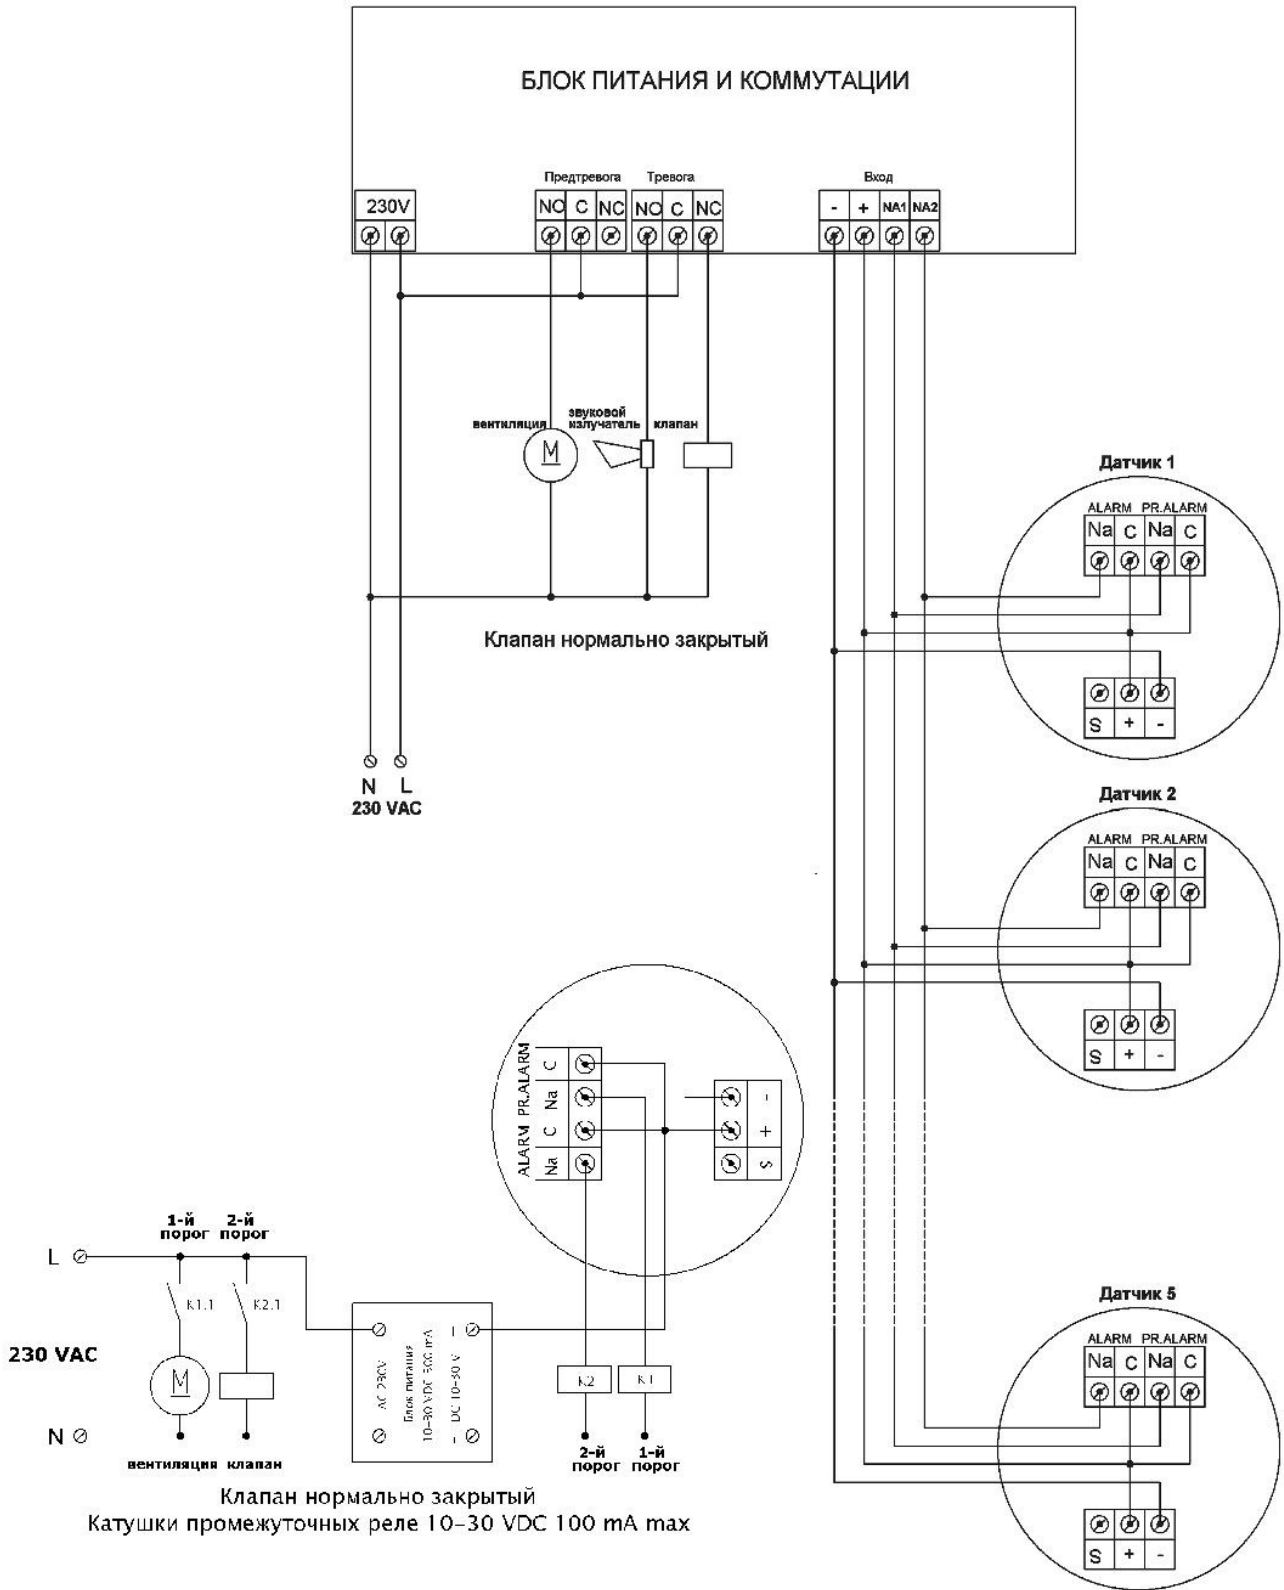 БЛОК ПИТАНИЯ И КОММУТАЦИИ
Предтревога Тревога Вход
230V NO C NC NO C NC - + NA1 NA2
звуковой
вентиляция излучатель клапан
M
Клапан нормально закрытый
N L
230 VAC
Датчик 1
ALARM PR.ALARM
Na C Na C
S + -
Датчик 2
ALARM PR.ALARM
Na C Na C
S + -
ALARM PR.ALARM
Na C Na C
- + S
1-й 2-й
порог порог
L
K1.1 K2.1
230 VAC
M
N
вентиляция клапан
AC 230V
Блок питания
10-30 VDC 300 mA
- DC 10-30 V +
K2 K1
2-й 1-й
порог порог
Клапан нормально закрытый
Катушки промежуточных реле 10-30 VDC 100 mA max
Датчик 5
ALARM PR.ALARM
Na C Na C
S + -